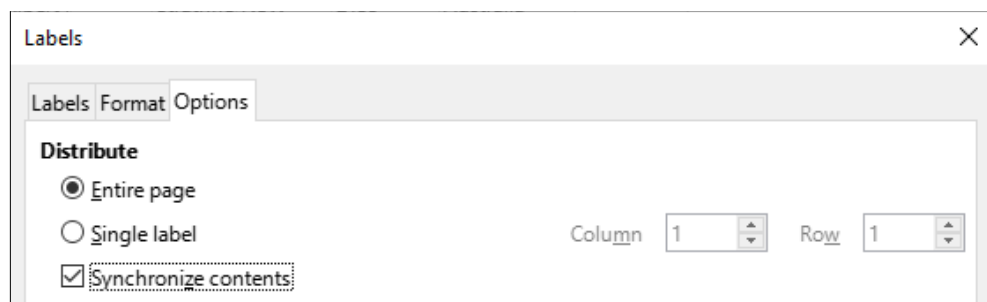 Labels
Labels Format Options
Distribute
Entire page
Single label Column 1 Row 1
Synchronize contents